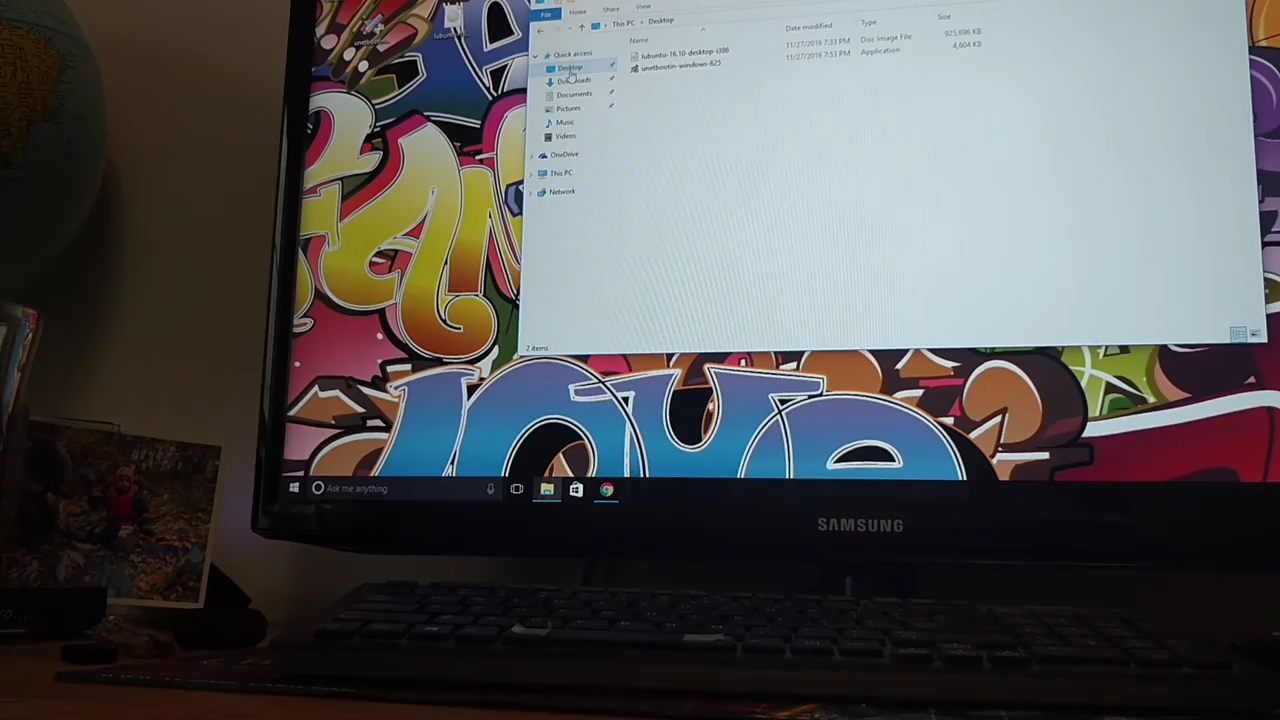 File Home Share View
This PC > Desktop
Name Date modified Type Size
lubuntu-16.10-desktop-i386 11/27/2016 7:33 PM Disc Image File 925,696 KB
unetbootin-windows-625 11/27/2016 7:53 PM Application 4,604 KB
Quick access
Desktop
Downloads
Documents
Pictures
Music
Videos
OneDrive
This PC
Network
2 items
love
Ask me anything
SAMSUNG